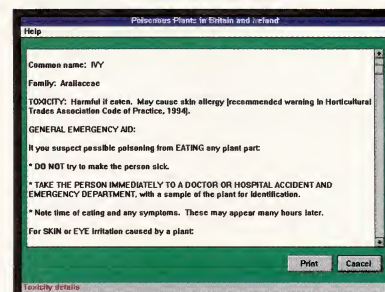 Poisonous Plants in Britain and Ireland
Help
Common name: IVY
Family: Araliaceae
TOXICITY: Harmful if eaten. May cause skin allergy [recommended warning in Horticultural
Trades Association Code of Practice, 1994].
GENERAL EMERGENCY AID:
If you suspect possible poisoning from EATING any plant part:
* DO NOT try to make the person sick.
* TAKE THE PERSON IMMEDIATELY TO A DOCTOR OR HOSPITAL ACCIDENT AND
EMERGENCY DEPARTMENT, with a sample of the plant for identification.
* Note time of eating and any symptoms. These may appear many hours later.
For SKIN or EYE irritation caused by a plant:
Print Cancel
Toxicity details